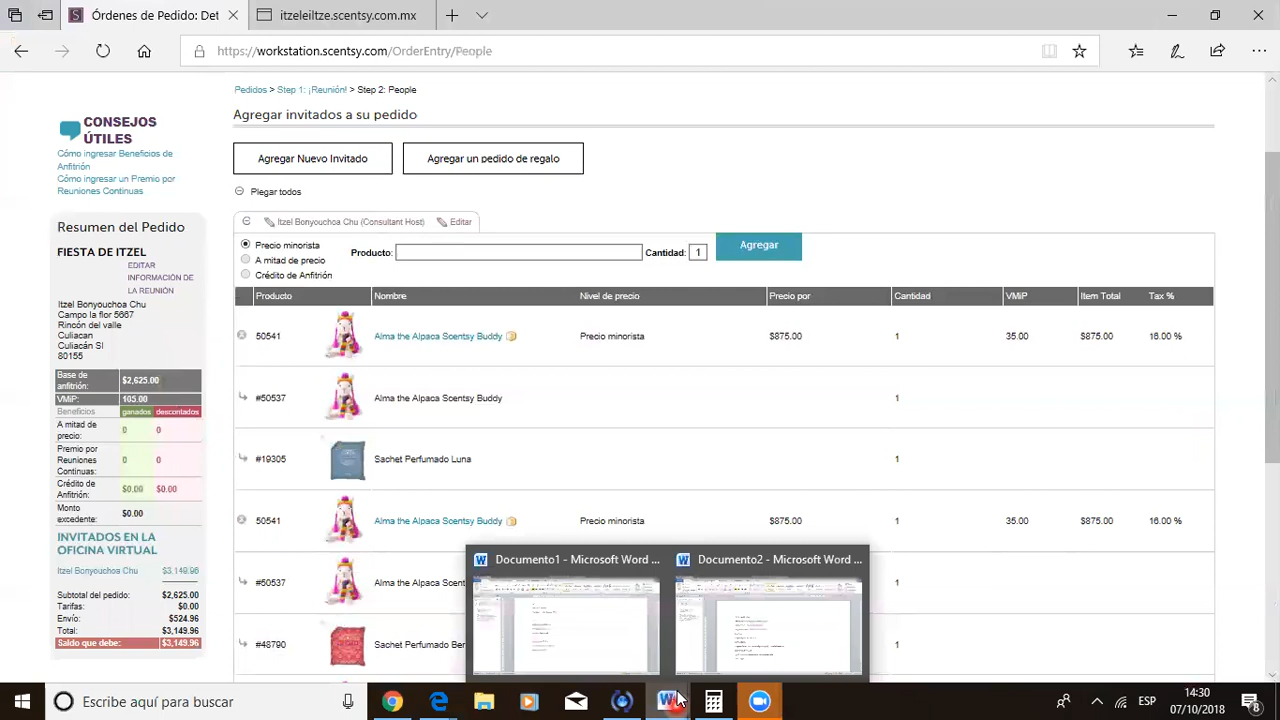 Órdenes de Pedido: Det
itzeleiltze.scentsy.com.mx
https://workstation.scentsy.com/OrderEntry/People
Pedidos > Step 1: ¡Reunión! > Step 2: People
Agregar invitados a su pedido
CONSEJOS
ÚTILES
Cómo ingresar Beneficios de
Anfitrión
Cómo ingresar un Premio por
Reuniones Continuas
Agregar Nuevo Invitado
Agregar un pedido de regalo
Plegar todos
Resumen del Pedido
FIESTA DE ITZEL
EDITAR
INFORMACIÓN DE
LA REUNIÓN
Itzel Bonyouchoa Chu
Campo la flor 5667
Rincón del valle
Culiacan
Culiacán SI
80155
Base de
anfitrión: $2,625.00
VMiP: 105.00
Beneficios ganados descontados
A mitad de
precio: 0 0
Premio por
Reuniones
Continuas: 0 0
Crédito de
Anfitrión: $0.00 $0.00
Monto
excedente: $0.00
INVITADOS EN LA
OFICINA VIRTUAL
Itzel Bonyouchoa Chu $3,149.96
Subtotal del pedido: $2,625.00
Tarifas: $0.00
Envío: $524.96
Total: $3,149.96
Saldo que debe: $3,149.96
Itzel Bonyouchoa Chu (Consultant Host) Editar
Precio minorista
A mitad de precio
Crédito de Anfitrión
Producto:
Cantidad: 1
Agregar
Producto Nombre Nivel de precio Precio por Cantidad VMiP Item Total Tax %
50541 Alma the Alpaca Scentsy Buddy Precio minorista $875.00 1 35.00 $875.00 16.00 %
#50537 Alma the Alpaca Scentsy Buddy 1
#19305 Sachet Perfumado Luna 1
50541 Alma the Alpaca Scentsy Buddy Precio minorista $875.00 1 35.00 $875.00 16.00 %
#50537 Alma the Alpaca Scent 1
#48790 Sachet Perfumado Ber 1
Documento1 - Microsoft Word ...
Documento2 - Microsoft Word ...
Escribe aquí para buscar
ESP
14:30
07/10/2018
8